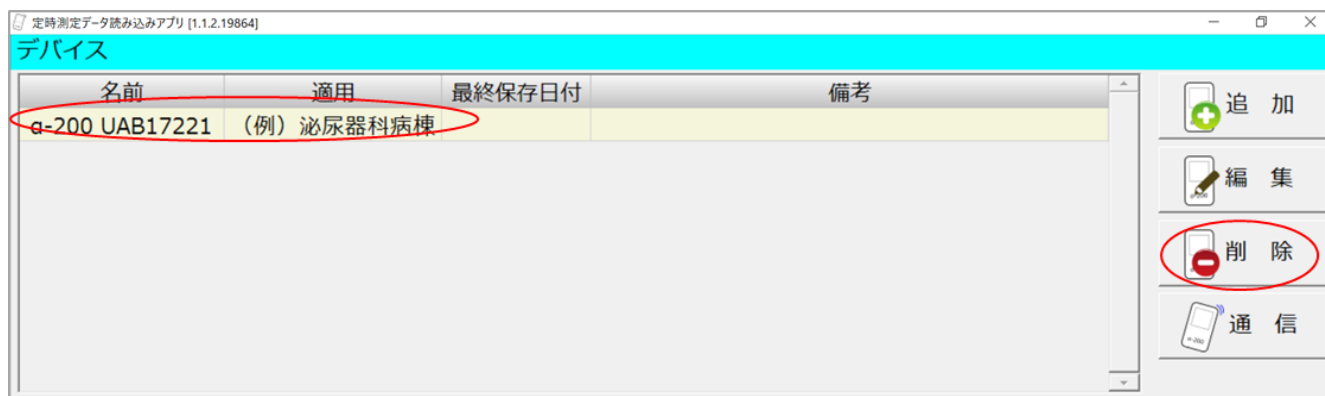 定時測定データ読み込みアプリ [1.1.2.19864]
デバイス
名前 適用 最終保存日付 備考
α-200 UAB17221 （例）泌尿器科病棟
追 加
編 集
削 除
通 信